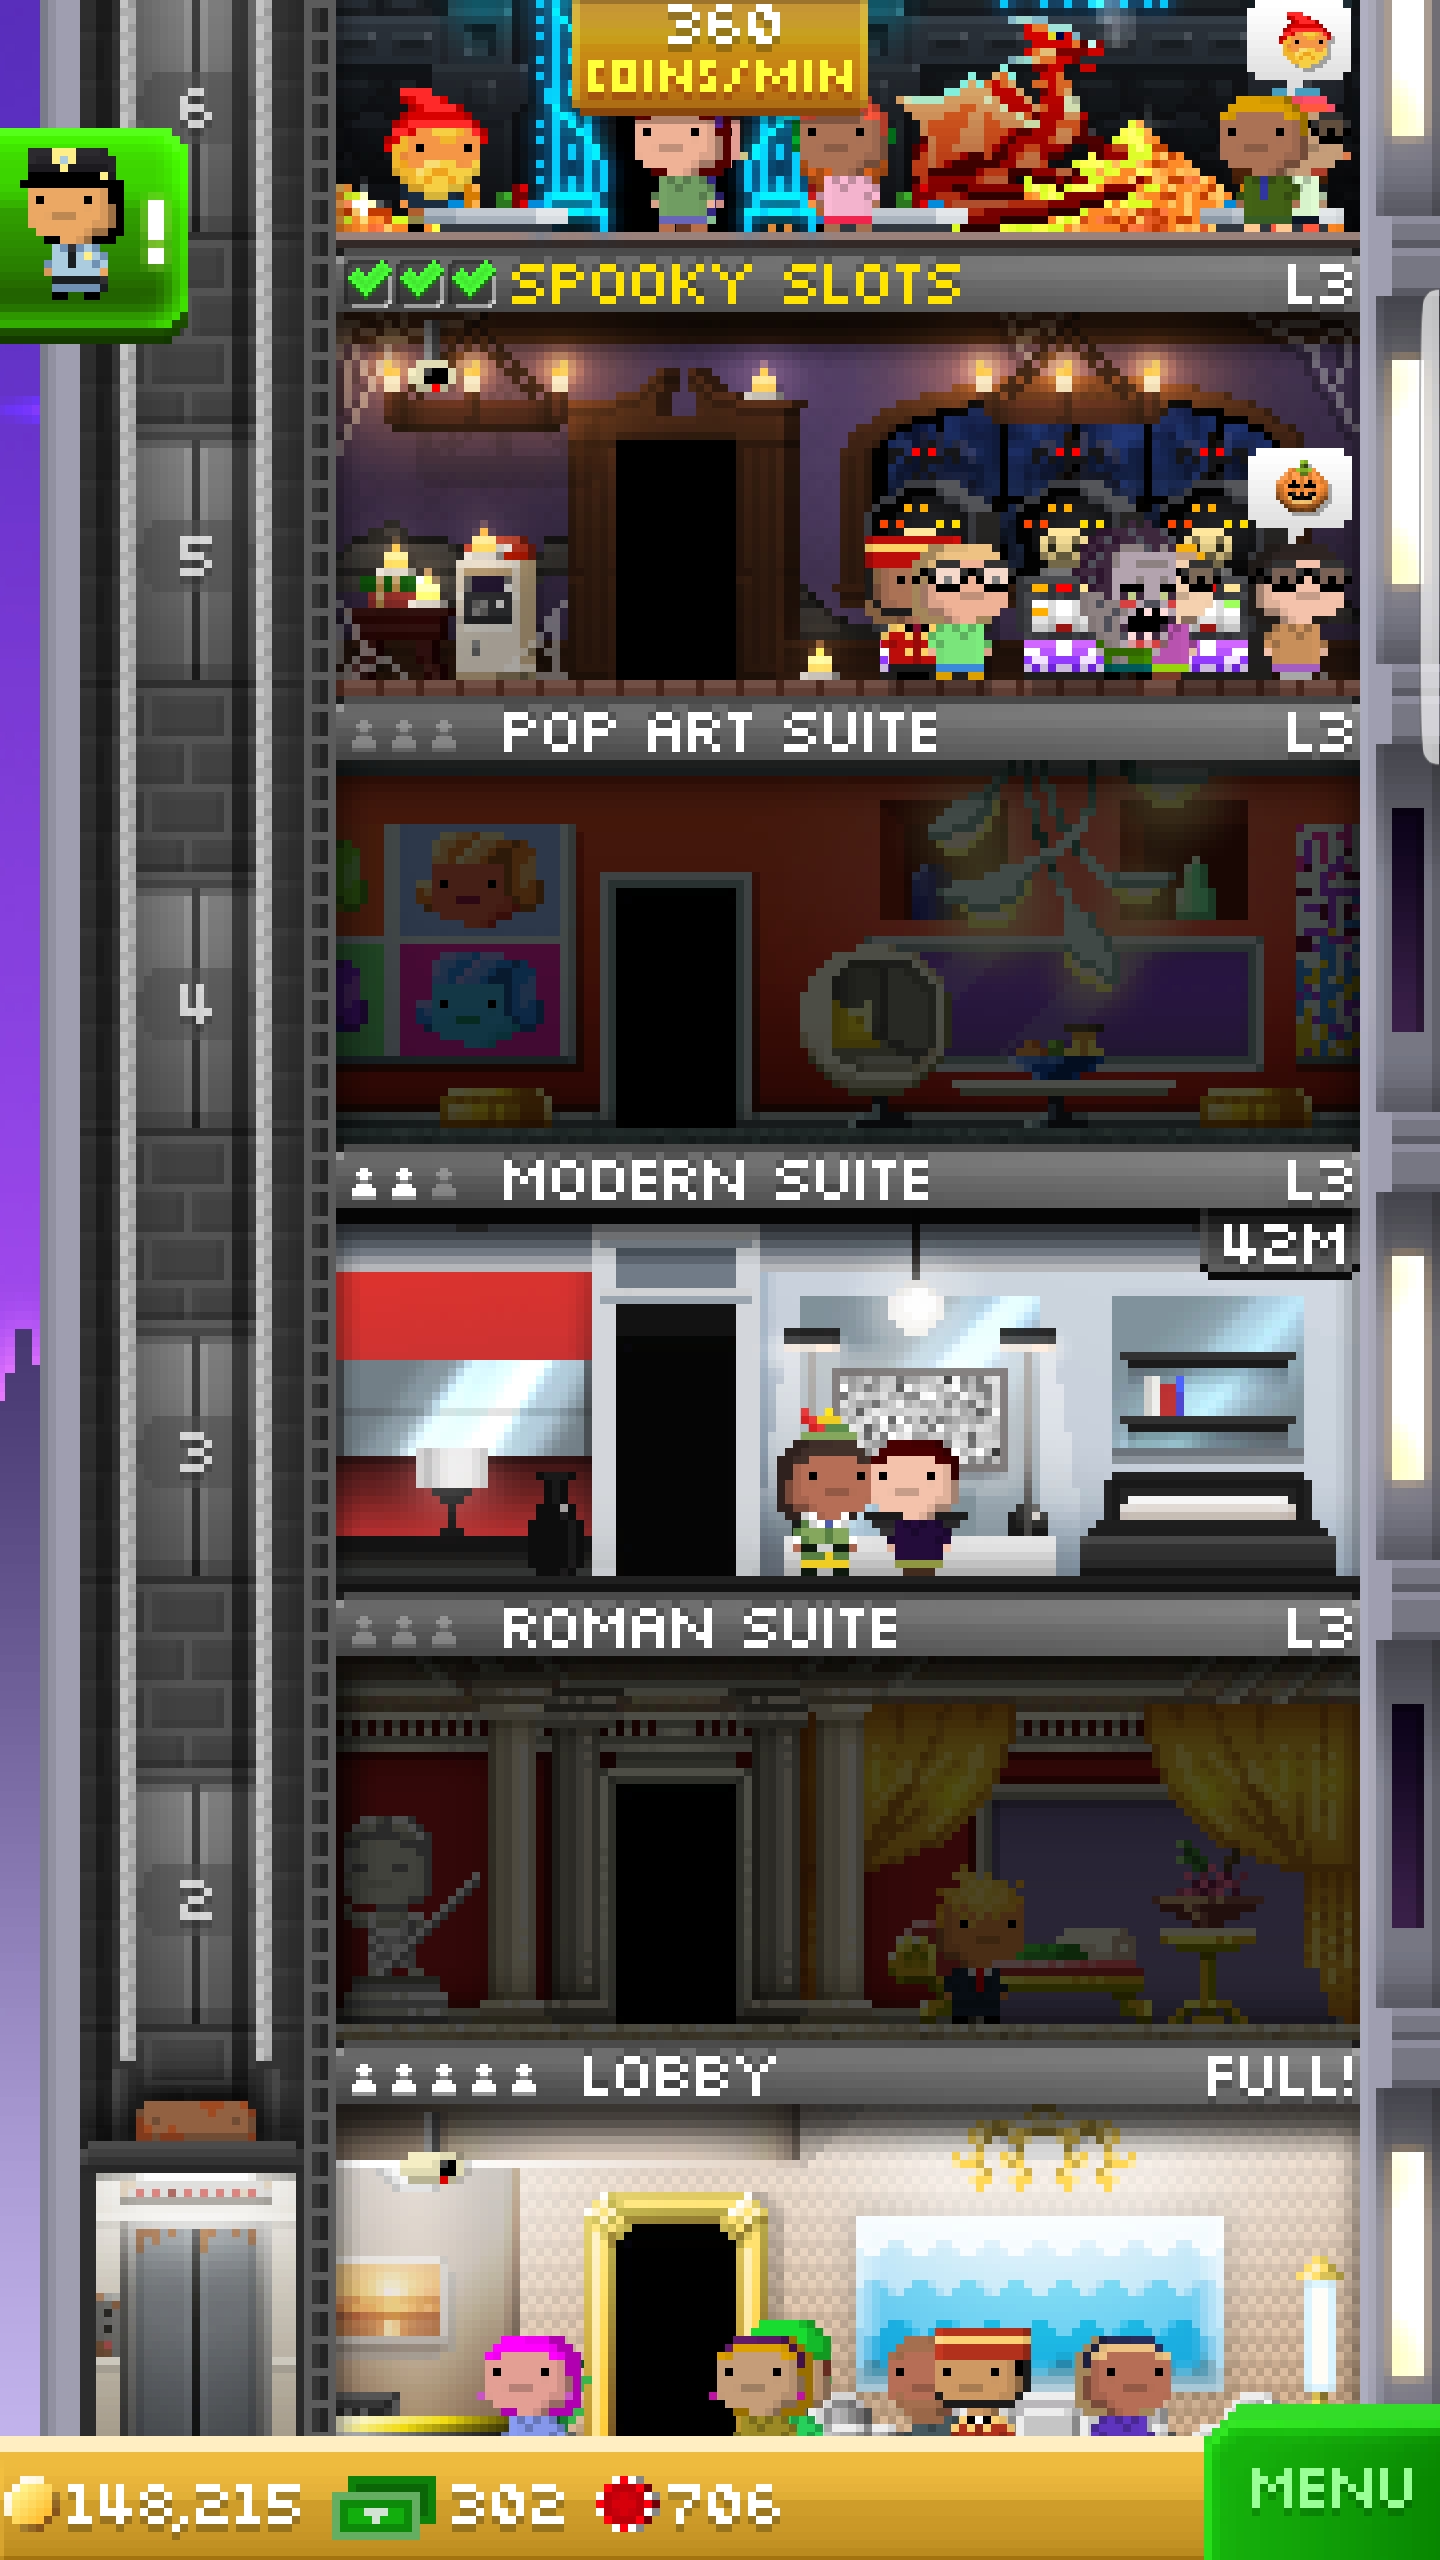 360
COINS/MIN
6
!
SPOOKY SLOTS L3
5
POP ART SUITE L3
4
MODERN SUITE L3
42M
3
ROMAN SUITE L3
2
LOBBY FULL!
148,215 302 706 MENU